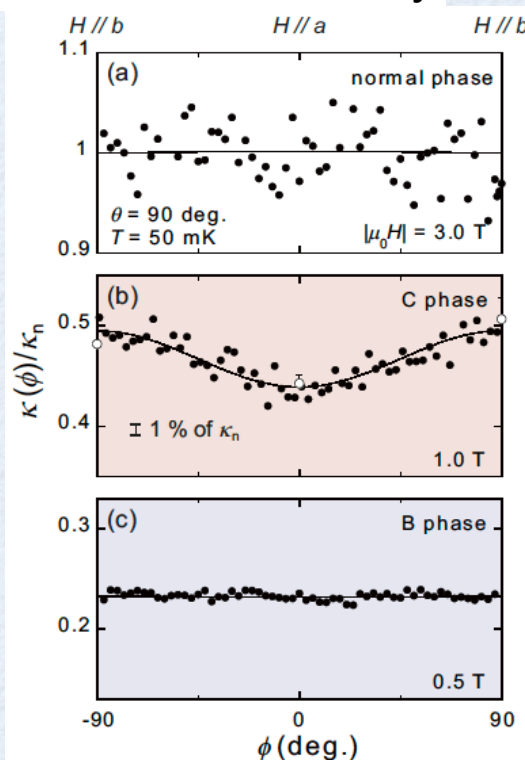 H // b H // a H // b
1.1
(a) normal phase
1
θ = 90 deg.
T = 50 mK |μ₀H| = 3.0 T
0.9
(b) C phase
0.5
0.4
1 % of κₙ
1.0 T
κ(ϕ)/κₙ
(c) B phase
0.3
0.2
0.5 T
-90 0 90
ϕ (deg.)